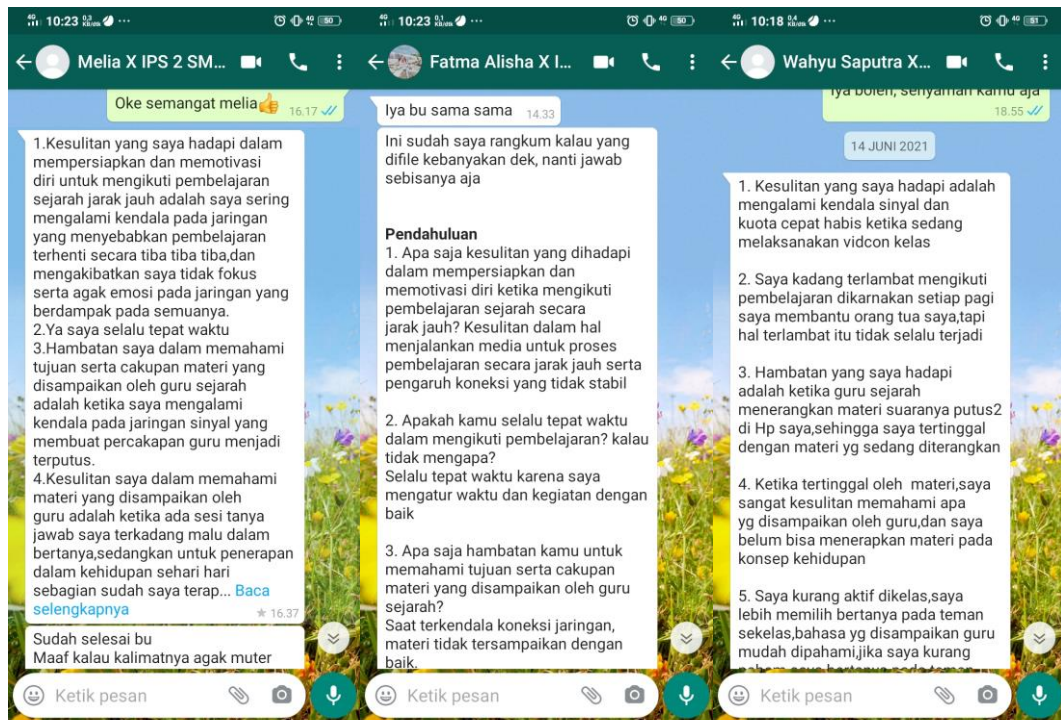 10:23
Melia X IPS 2 SM...
Oke semangat melia
16.17
1.Kesulitan yang saya hadapi dalam
mempersiapkan dan memotivasi
diri untuk mengikuti pembelajaran
sejarah jarak jauh adalah saya sering
mengalami kendala pada jaringan
yang menyebabkan pembelajaran
terhenti secara tiba tiba tiba,dan
mengakibatkan saya tidak fokus
serta agak emosi pada jaringan yang
berdampak pada semuanya.
2.Ya saya selalu tepat waktu
3.Hambatan saya dalam memahami
tujuan serta cakupan materi yang
disampaikan oleh guru sejarah
adalah ketika saya mengalami
kendala pada jaringan sinyal yang
membuat percakapan guru menjadi
terputus.
4.Kesulitan saya dalam memahami
materi yang disampaikan oleh
guru adalah ketika ada sesi tanya
jawab saya terkadang malu dalam
bertanya,sedangkan untuk penerapan
dalam kehidupan sehari hari
sebagian sudah saya terap... Baca
selengkapnya
16.37
Sudah selesai bu
Maaf kalau kalimatnya agak muter
Ketik pesan
10:23
Fatma Alisha X I...
Iya bu sama sama 14.33
Ini sudah saya rangkum kalau yang
difile kebanyakan dek, nanti jawab
sebisanya aja
Pendahuluan
1. Apa saja kesulitan yang dihadapi
dalam mempersiapkan dan
memotivasi diri ketika mengikuti
pembelajaran sejarah secara
jarak jauh? Kesulitan dalam hal
menjalankan media untuk proses
pembelajaran secara jarak jauh serta
pengaruh koneksi yang tidak stabil
2. Apakah kamu selalu tepat waktu
dalam mengikuti pembelajaran? kalau
tidak mengapa?
Selalu tepat waktu karena saya
mengatur waktu dan kegiatan dengan
baik
3. Apa saja hambatan kamu untuk
memahami tujuan serta cakupan
materi yang disampaikan oleh guru
sejarah?
Saat terkendala koneksi jaringan,
materi tidak tersampaikan dengan
baik.
Ketik pesan
10:18
Wahyu Saputra X...
Iya boleh, senyaman kamu aja
18.55
14 JUNI 2021
1. Kesulitan yang saya hadapi adalah
mengalami kendala sinyal dan
kuota cepat habis ketika sedang
melaksanakan vidcon kelas
2. Saya kadang terlambat mengikuti
pembelajaran dikarnakan setiap pagi
saya membantu orang tua saya,tapi
hal terlambat itu tidak selalu terjadi
3. Hambatan yang saya hadapi
adalah ketika guru sejarah
menerangkan materi suaranya putus2
di Hp saya,sehingga saya tertinggal
dengan materi yg sedang diterangkan
4. Ketika tertinggal oleh materi,saya
sangat kesulitan memahami apa
yg disampaikan oleh guru,dan saya
belum bisa menerapkan materi pada
konsep kehidupan
5. Saya kurang aktif dikelas,saya
lebih memilih bertanya pada teman
sekelas,bahasa yg disampaikan guru
mudah dipahami,jika saya kurang
Ketik pesan